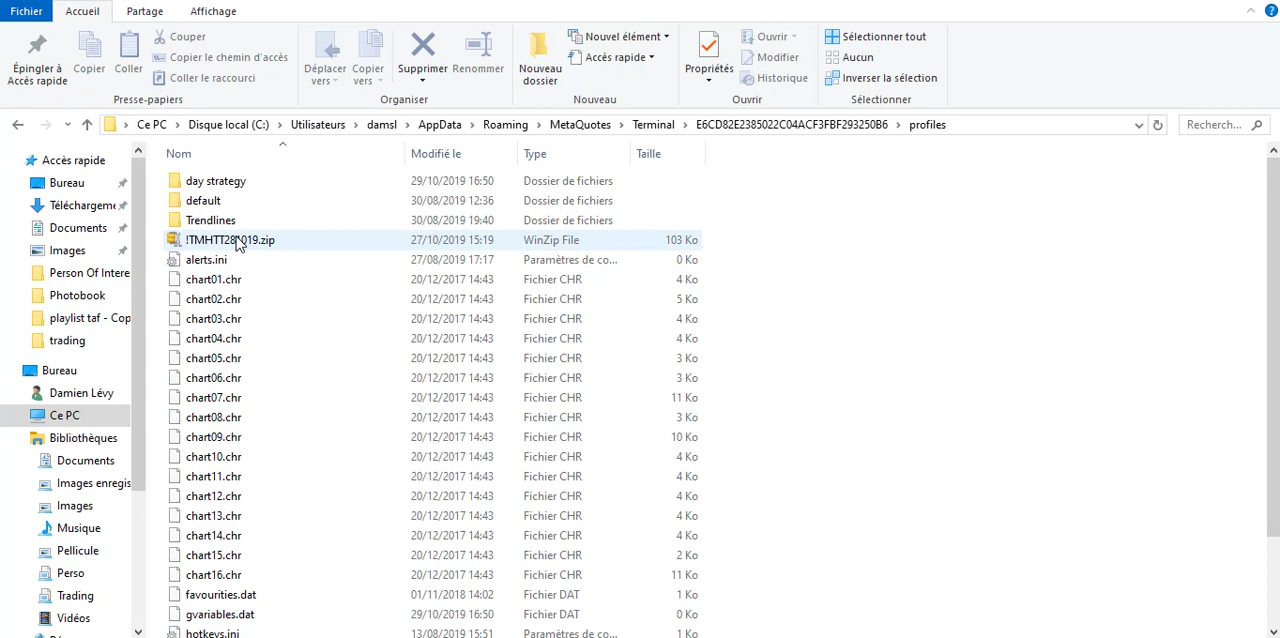 Fichier Accueil Partage Affichage
Épingler à Accès rapide
Copier
Coller
Couper
Copier le chemin d'accès
Coller le raccourci
Presse-papiers
Déplacer vers
Copier vers
Supprimer
Renommer
Organiser
Nouveau dossier
Nouvel élément
Accès rapide
Nouveau
Propriétés
Ouvrir
Modifier
Historique
Ouvrir
Sélectionner tout
Aucun
Inverser la sélection
Sélectionner
Ce PC > Disque local (C:) > Utilisateurs > damsl > AppData > Roaming > MetaQuotes > Terminal > E6CD82E2385022C04ACF3FBF293250B6 > profiles
Recherch...
Accès rapide
Bureau
Téléchargeme
Documents
Images
Person Of Intere
Photobook
playlist taf - Cop
trading
Bureau
Damien Lévy
Ce PC
Bibliothèques
Documents
Images enregis
Images
Musique
Pellicule
Perso
Trading
Vidéos
Nom Modifié le Type Taille
day strategy 29/10/2019 16:50 Dossier de fichiers
default 30/08/2019 12:36 Dossier de fichiers
Trendlines 30/08/2019 19:40 Dossier de fichiers
27/10/2019 15:19 WinZip File 103 Ko
alerts.ini 27/08/2019 17:17 Paramètres de co... 0 Ko
chart01.chr 20/12/2017 14:43 Fichier CHR 4 Ko
chart02.chr 20/12/2017 14:43 Fichier CHR 5 Ko
chart03.chr 20/12/2017 14:43 Fichier CHR 4 Ko
chart04.chr 20/12/2017 14:43 Fichier CHR 4 Ko
chart05.chr 20/12/2017 14:43 Fichier CHR 3 Ko
chart06.chr 20/12/2017 14:43 Fichier CHR 3 Ko
chart07.chr 20/12/2017 14:43 Fichier CHR 11 Ko
chart08.chr 20/12/2017 14:43 Fichier CHR 3 Ko
chart09.chr 20/12/2017 14:43 Fichier CHR 10 Ko
chart10.chr 20/12/2017 14:43 Fichier CHR 4 Ko
chart11.chr 20/12/2017 14:43 Fichier CHR 4 Ko
chart12.chr 20/12/2017 14:43 Fichier CHR 4 Ko
chart13.chr 20/12/2017 14:43 Fichier CHR 4 Ko
chart14.chr 20/12/2017 14:43 Fichier CHR 4 Ko
chart15.chr 20/12/2017 14:43 Fichier CHR 2 Ko
chart16.chr 20/12/2017 14:43 Fichier CHR 11 Ko
favourities.dat 01/11/2018 14:02 Fichier DAT 1 Ko
gvariables.dat 29/10/2019 16:50 Fichier DAT 0 Ko
hotkeys.ini 13/08/2019 15:51 Paramètres de co... 1 Ko